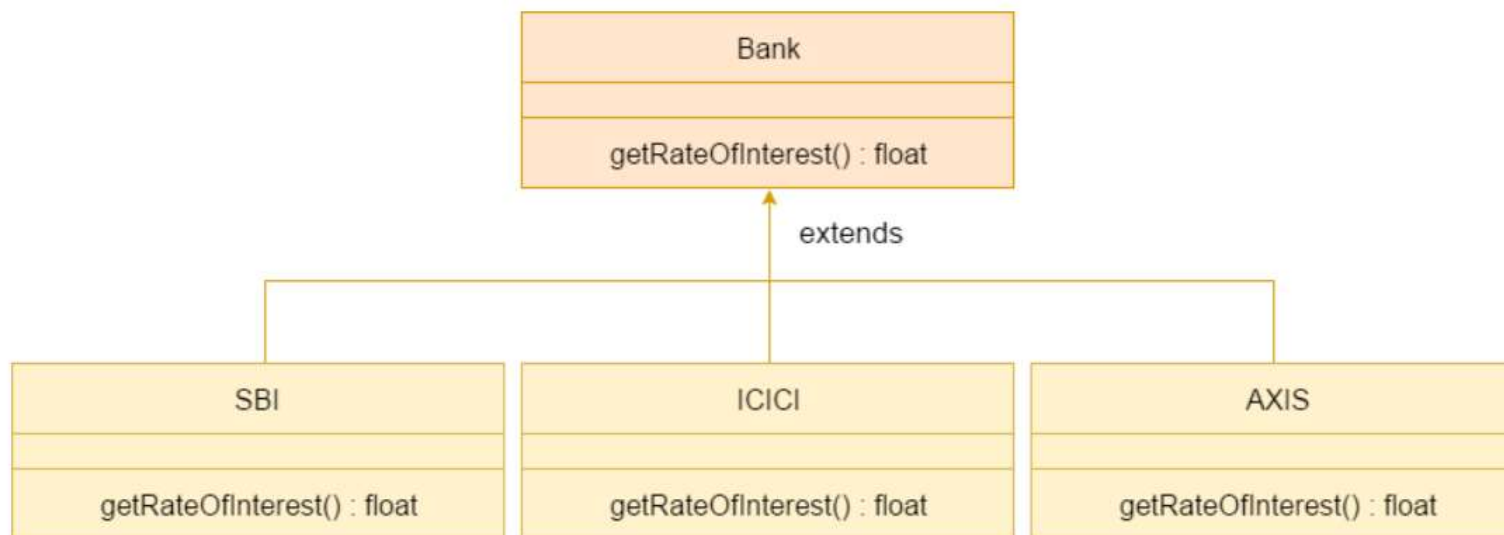 Bank
getRateOfInterest() : float
extends
SBI
ICICI
AXIS
getRateOfInterest() : float
getRateOfInterest() : float
getRateOfInterest() : float